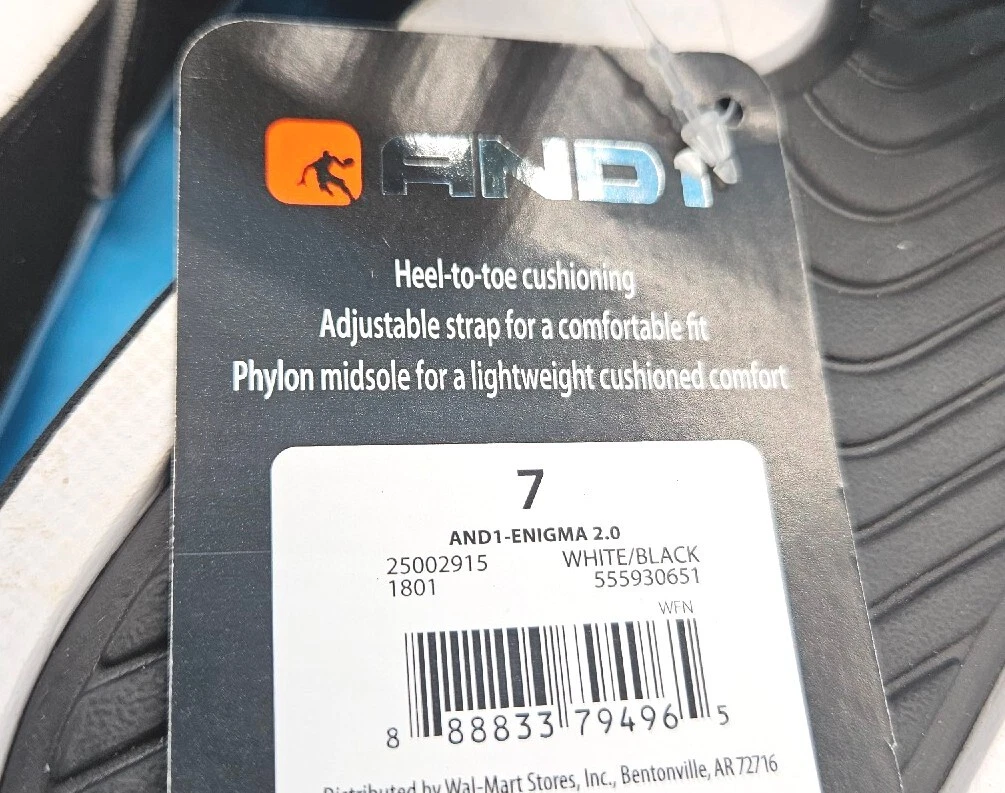 AND1
Heel-to-toe cushioning
Adjustable strap for a comfortable fit
Phylon midsole for a lightweight cushioned comfort
7
AND1-ENIGMA 2.0
25002915 WHITE/BLACK
1801 555930651
WFN
8 88833 79496 5
Distributed by Wal-Mart Stores, Inc., Bentonville, AR 72716